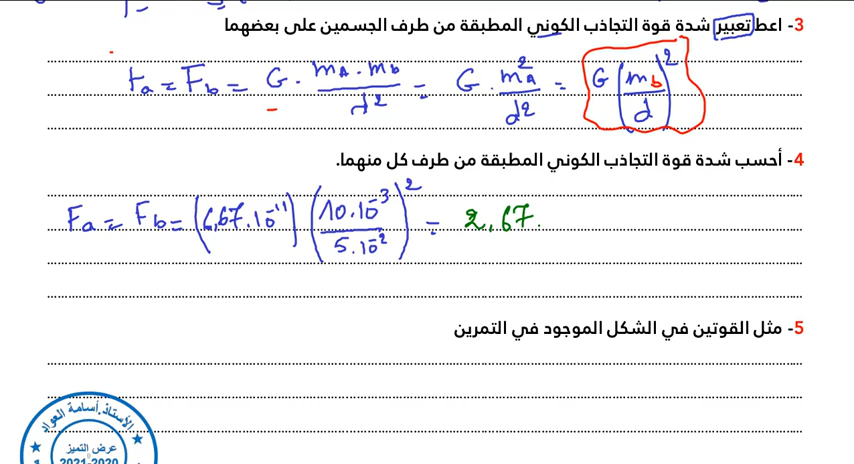 3- اعط تعبير شدة قوة التجاذب الكوني المطبقة من طرف الجسمين على بعضهما
Fa = Fb = G . mA . mb / d² = G . mA² / d² = G (mb / d)²
4- أحسب شدة قوة التجاذب الكوني المطبقة من طرف كل منهما.
Fa = Fb = (6,67.10⁻¹¹) (10.10⁻³ / 5.10⁻²)² = 2,67.
5- مثل القوتين في الشكل الموجود في التمرين
الأستاذ.أسامة العواد
عرض التميز
2021-2020